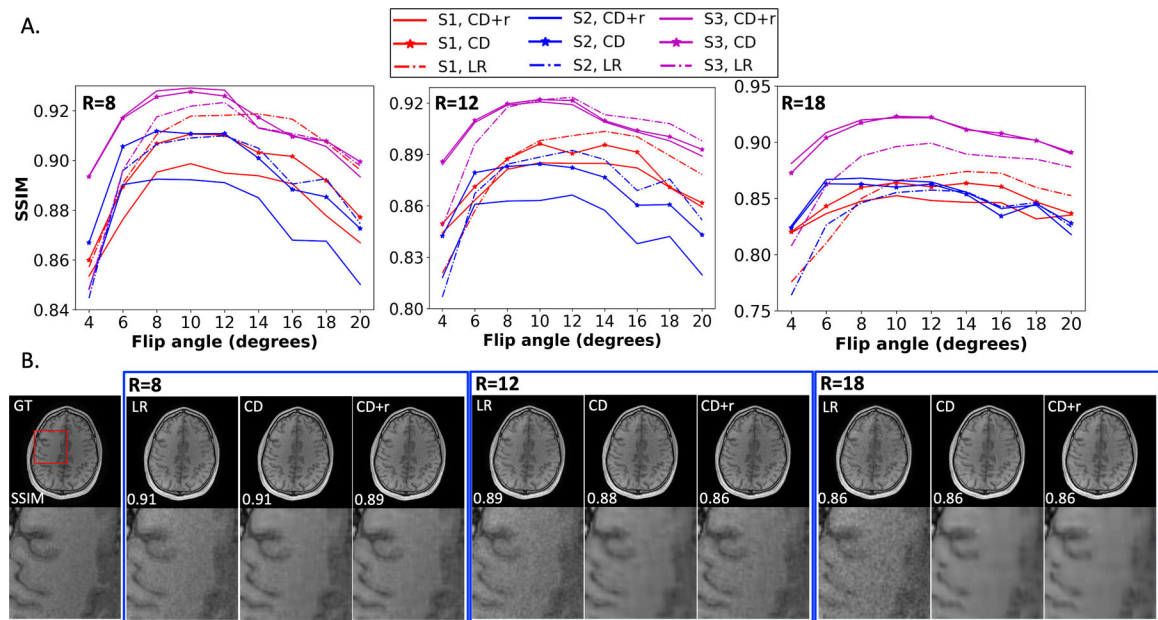 A.
S1, CD+r S2, CD+r S3, CD+r
S1, CD S2, CD S3, CD
S1, LR S2, LR S3, LR
R=8 R=12 R=18
SSIM
0.92
0.90
0.88
0.86
0.84
0.92
0.89
0.86
0.83
0.80
0.95
0.90
0.85
0.80
0.75
4 6 8 10 12 14 16 18 20 4 6 8 10 12 14 16 18 20 4 6 8 10 12 14 16 18 20
Flip angle (degrees) Flip angle (degrees) Flip angle (degrees)
B.
R=8 R=12 R=18
GT LR CD CD+r LR CD CD+r LR CD CD+r
SSIM 0.91 0.91 0.89 0.89 0.88 0.86 0.86 0.86 0.86